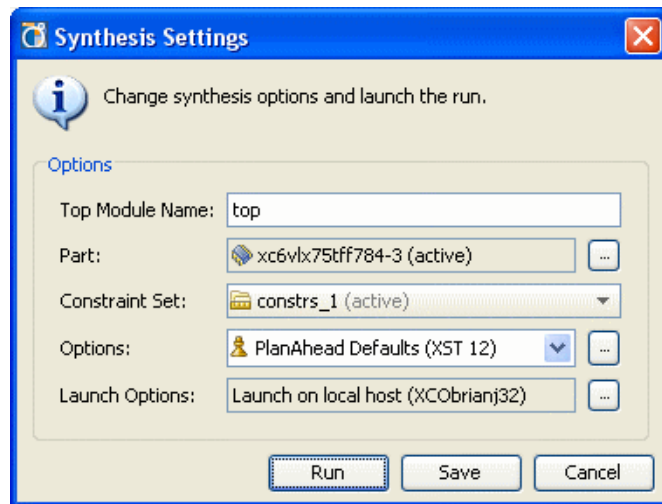 Synthesis Settings
Change synthesis options and launch the run.
Options
Top Module Name: top
Part: xc6vlx75tff784-3 (active) ...
Constraint Set: constrs_1 (active)
Options: PlanAhead Defaults (XST 12) ...
Launch Options: Launch on local host (XCObrianj32) ...
Run Save Cancel